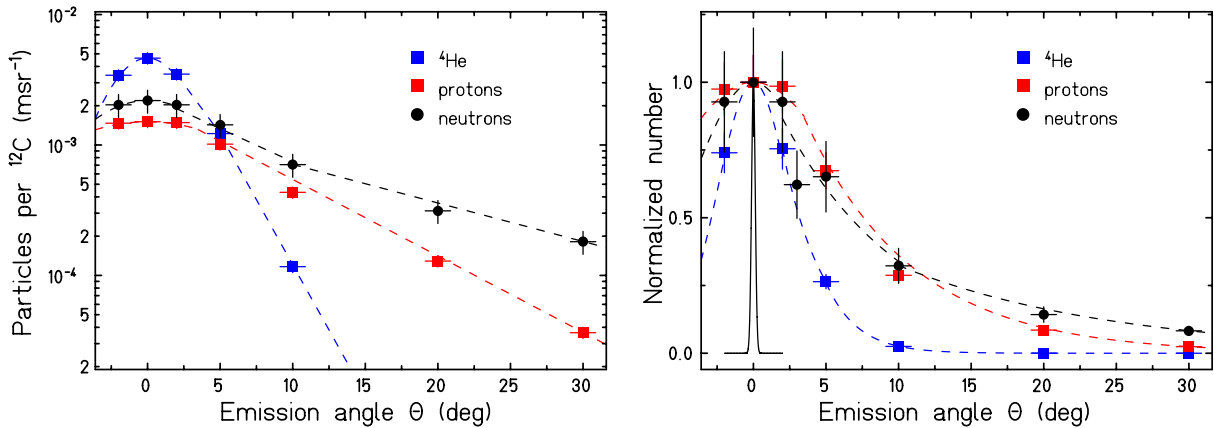 10⁻²
5
2
10⁻³
5
2
10⁻⁴
5
2
Particles per ¹²C (msr⁻¹)
⁴He
protons
neutrons
0 5 10 15 20 25 30
Emission angle Θ (deg)
1.0
0.5
0.0
Normalized number
⁴He
protons
neutrons
0 5 10 15 20 25 30
Emission angle Θ (deg)